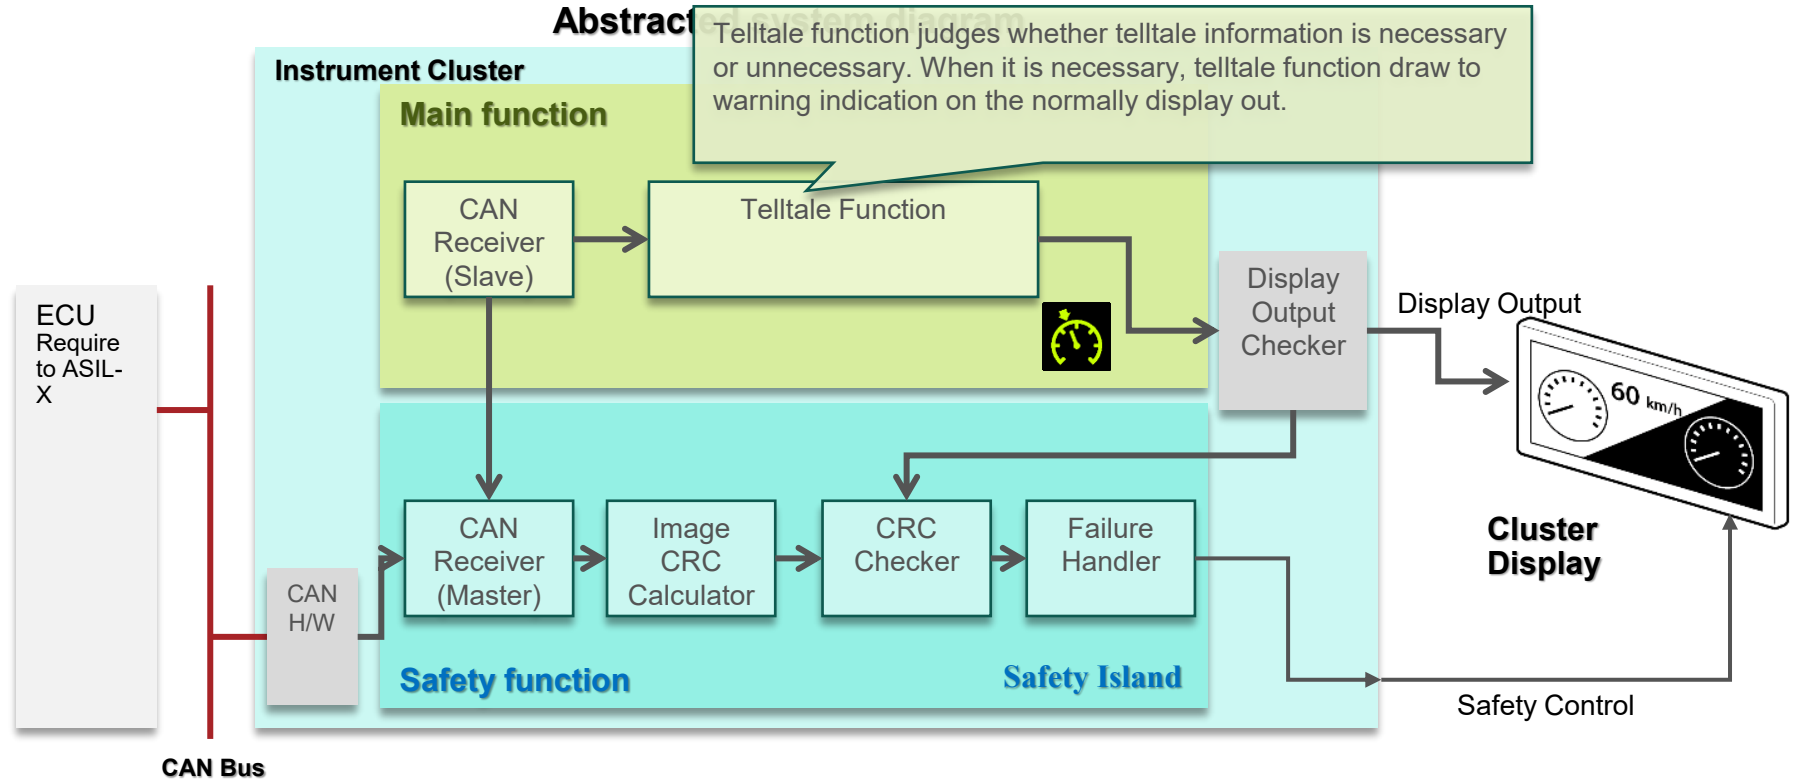 Abstracted system diagram
Telltale function judges whether telltale information is necessary
or unnecessary. When it is necessary, telltale function draw to
warning indication on the normally display out.
Instrument Cluster
Main function
CAN
Receiver
(Slave)
Telltale Function
Display
Output
Checker
Display Output
ECU
Require
to ASIL-
X
60 km/h
Cluster
Display
CAN
H/W
CAN
Receiver
(Master)
Image
CRC
Calculator
CRC
Checker
Failure
Handler
Safety function
Safety Island
Safety Control
CAN Bus